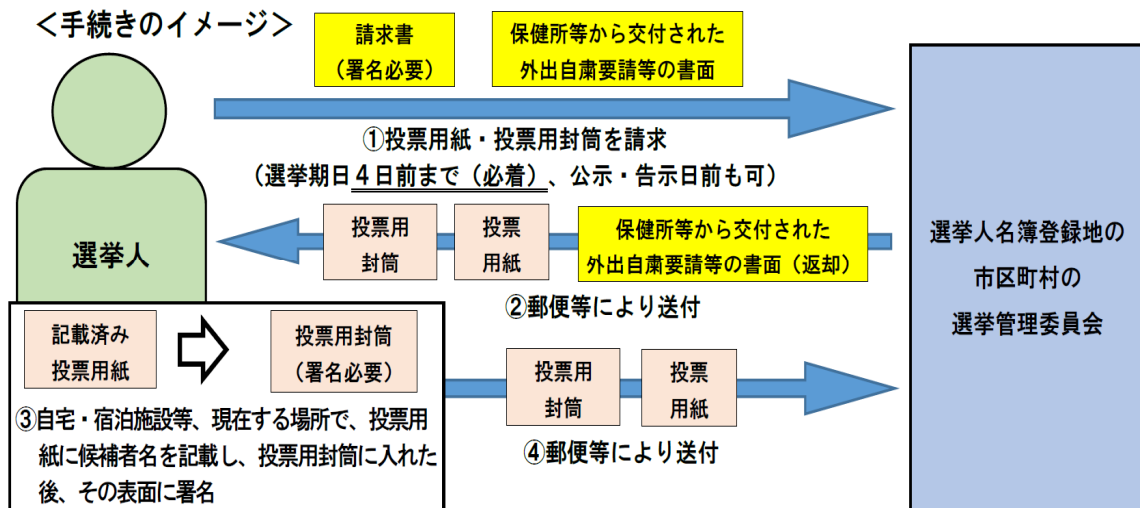 <手続きのイメージ>
請求書
(署名必要)
保健所等から交付された
外出自粛要請等の書面
①投票用紙・投票用封筒を請求
(選挙期日４日前まで(必着)、公示・告示日前も可)
選挙人
投票用
封筒
投票
用紙
保健所等から交付された
外出自粛要請等の書面(返却)
②郵便等により送付
選挙人名簿登録地の
市区町村の
選挙管理委員会
記載済み
投票用紙
投票用封筒
(署名必要)
③自宅・宿泊施設等、現在する場所で、投票用
紙に候補者名を記載し、投票用封筒に入れた
後、その表面に署名
投票用
封筒
投票
用紙
④郵便等により送付